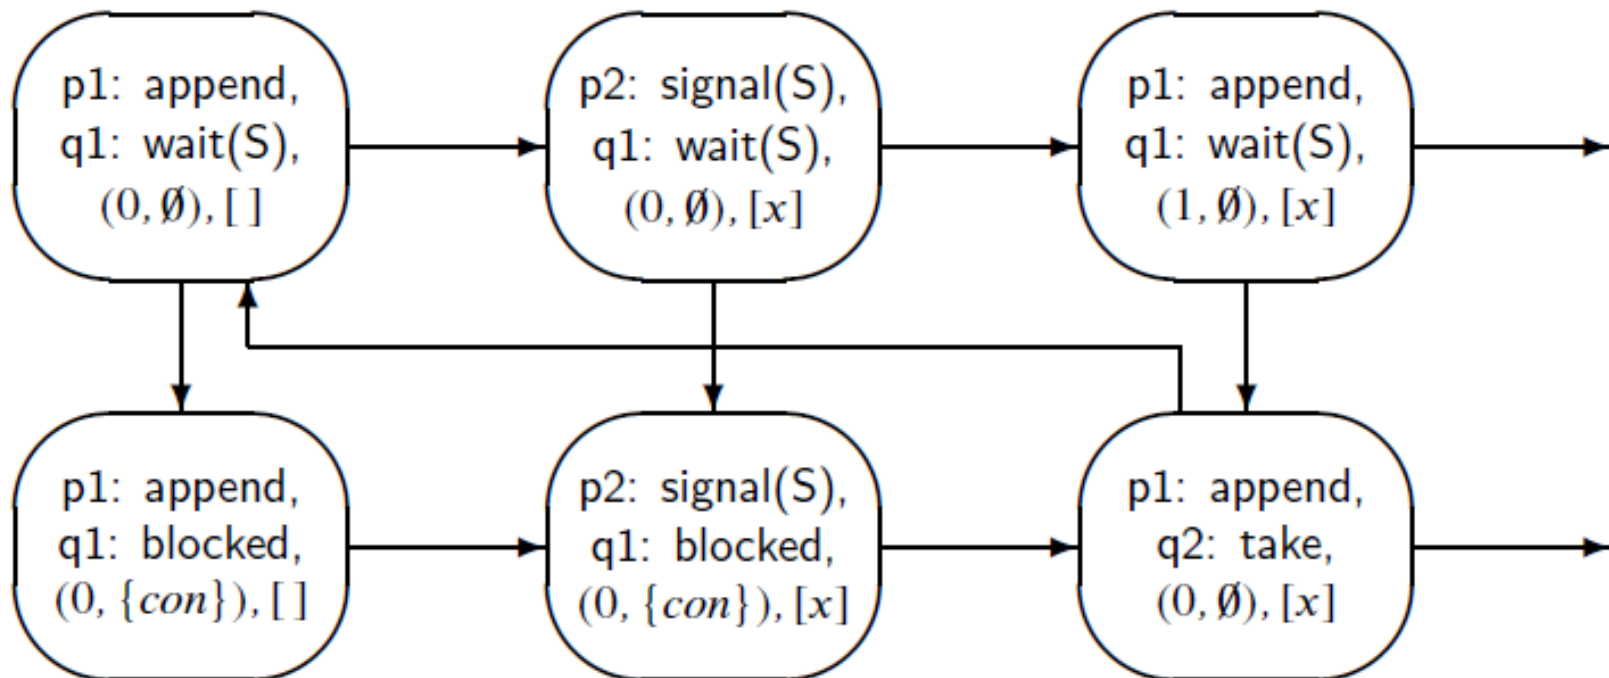 p1: append,
q1: wait(S),
(0, ∅), [ ]
p2: signal(S),
q1: wait(S),
(0, ∅), [x]
p1: append,
q1: wait(S),
(1, ∅), [x]
p1: append,
q1: blocked,
(0, {con}), [ ]
p2: signal(S),
q1: blocked,
(0, {con}), [x]
p1: append,
q2: take,
(0, ∅), [x]